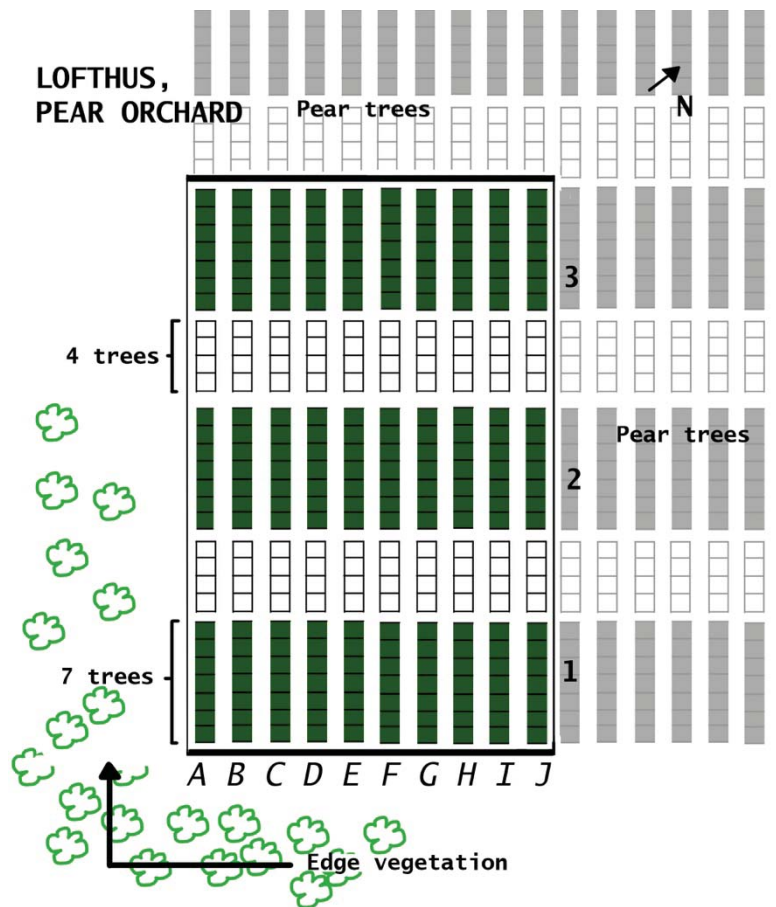 LOFTHUS,
PEAR ORCHARD
Pear trees
N
3
4 trees
Pear trees
2
7 trees
1
A B C D E F G H I J
Edge vegetation